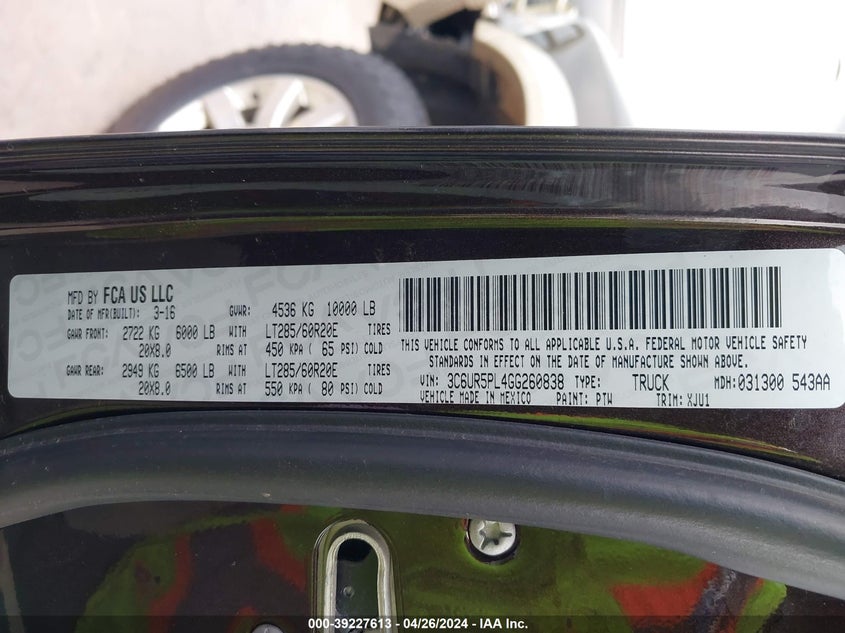 MFD BY FCA US LLC
DATE OF MFR(BUILT): 3-16 GVWR: 4536 KG 10000 LB
GAWR FRONT: 2722 KG 6000 LB WITH LT285/60R20E TIRES
20X8.0 RIMS AT 450 KPA ( 65 PSI) COLD
GAWR REAR: 2949 KG 6500 LB WITH LT285/60R20E TIRES
20X8.0 RIMS AT 550 KPA ( 80 PSI) COLD
THIS VEHICLE CONFORMS TO ALL APPLICABLE U.S.A. FEDERAL MOTOR VEHICLE SAFETY
STANDARDS IN EFFECT ON THE DATE OF MANUFACTURE SHOWN ABOVE.
VIN: 3C6UR5PL4GG260838 TYPE: TRUCK MDH: 031300 543AA
VEHICLE MADE IN MEXICO PAINT: PTW TRIM: XJU1
000-39227613 - 04/26/2024 - IAA Inc.